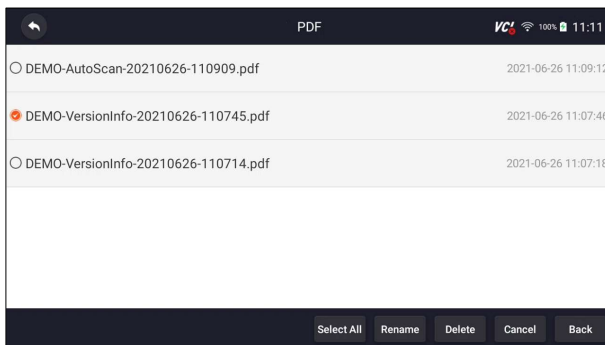 PDF VCI 100% 11:11
DEMO-AutoScan-20210626-110909.pdf 2021-06-26 11:09:12
DEMO-VersionInfo-20210626-110745.pdf 2021-06-26 11:07:46
DEMO-VersionInfo-20210626-110714.pdf 2021-06-26 11:07:18
Select All Rename Delete Cancel Back